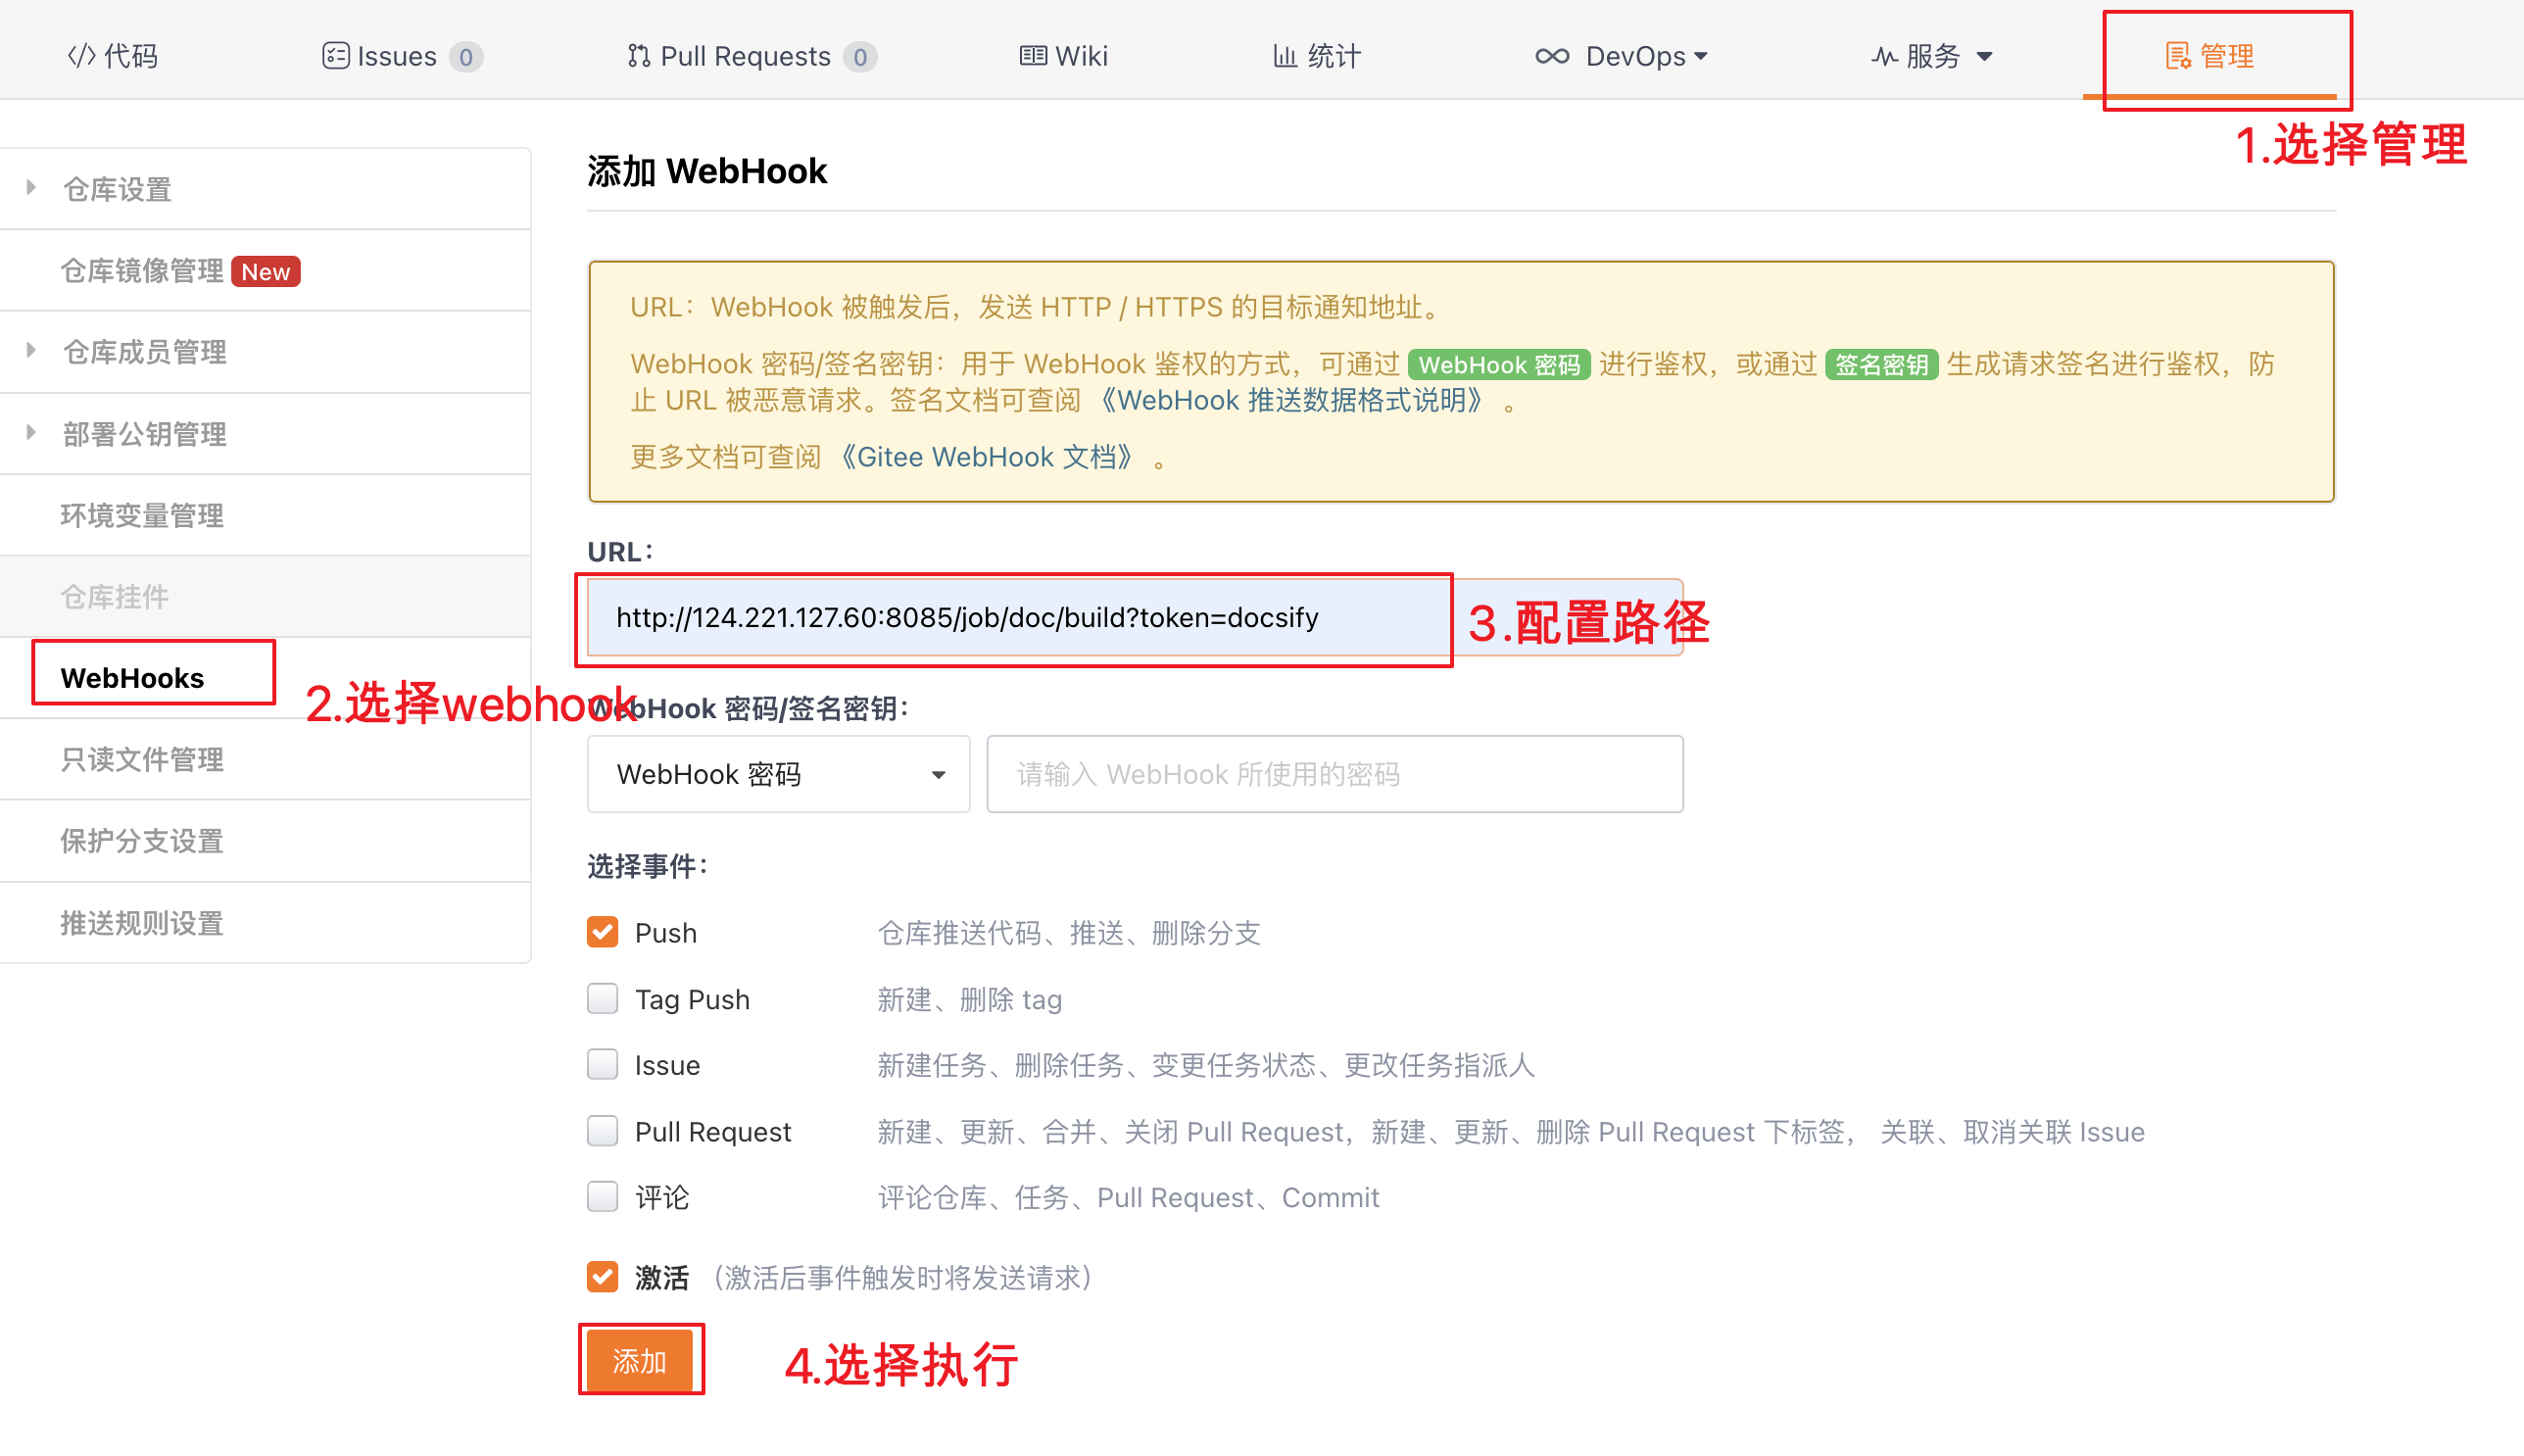 代码 Issues 0 Pull Requests 0 Wiki 统计 DevOps 服务 管理
1.选择管理
仓库设置
仓库镜像管理 New
仓库成员管理
部署公钥管理
环境变量管理
仓库挂件
WebHooks
2.选择webhook
只读文件管理
保护分支设置
推送规则设置
添加 WebHook
URL：WebHook 被触发后，发送 HTTP / HTTPS 的目标通知地址。
WebHook 密码/签名密钥：用于 WebHook 鉴权的方式，可通过 WebHook 密码 进行鉴权，或通过 签名密钥 生成请求签名进行鉴权，防
止 URL 被恶意请求。签名文档可查阅 《WebHook 推送数据格式说明》 。
更多文档可查阅 《Gitee WebHook 文档》 。
URL：
http://124.221.127.60:8085/job/doc/build?token=docsify
3.配置路径
WebHook 密码/签名密钥：
WebHook 密码 请输入 WebHook 所使用的密码
选择事件：
Push 仓库推送代码、推送、删除分支
Tag Push 新建、删除 tag
Issue 新建任务、删除任务、变更任务状态、更改任务指派人
Pull Request 新建、更新、合并、关闭 Pull Request，新建、更新、删除 Pull Request 下标签， 关联、取消关联 Issue
评论 评论仓库、任务、Pull Request、Commit
激活 （激活后事件触发时将发送请求）
添加
4.选择执行